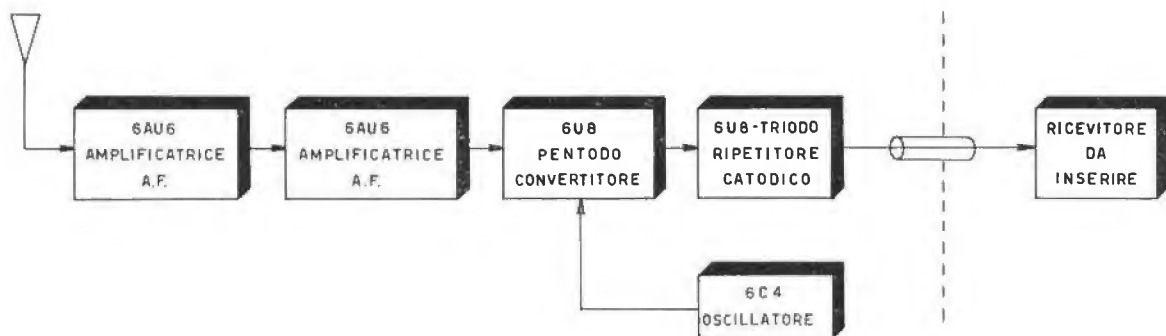 6AU6
AMPLIFICATRICE
A.F.
6AU6
AMPLIFICATRICE
A.F.
6U8
PENTODO
CONVERTITORE
6U8-TRIODO
RIPETITORE
CATODICO
RICEVITORE
DA
INSERIRE
6C4
OSCILLATORE